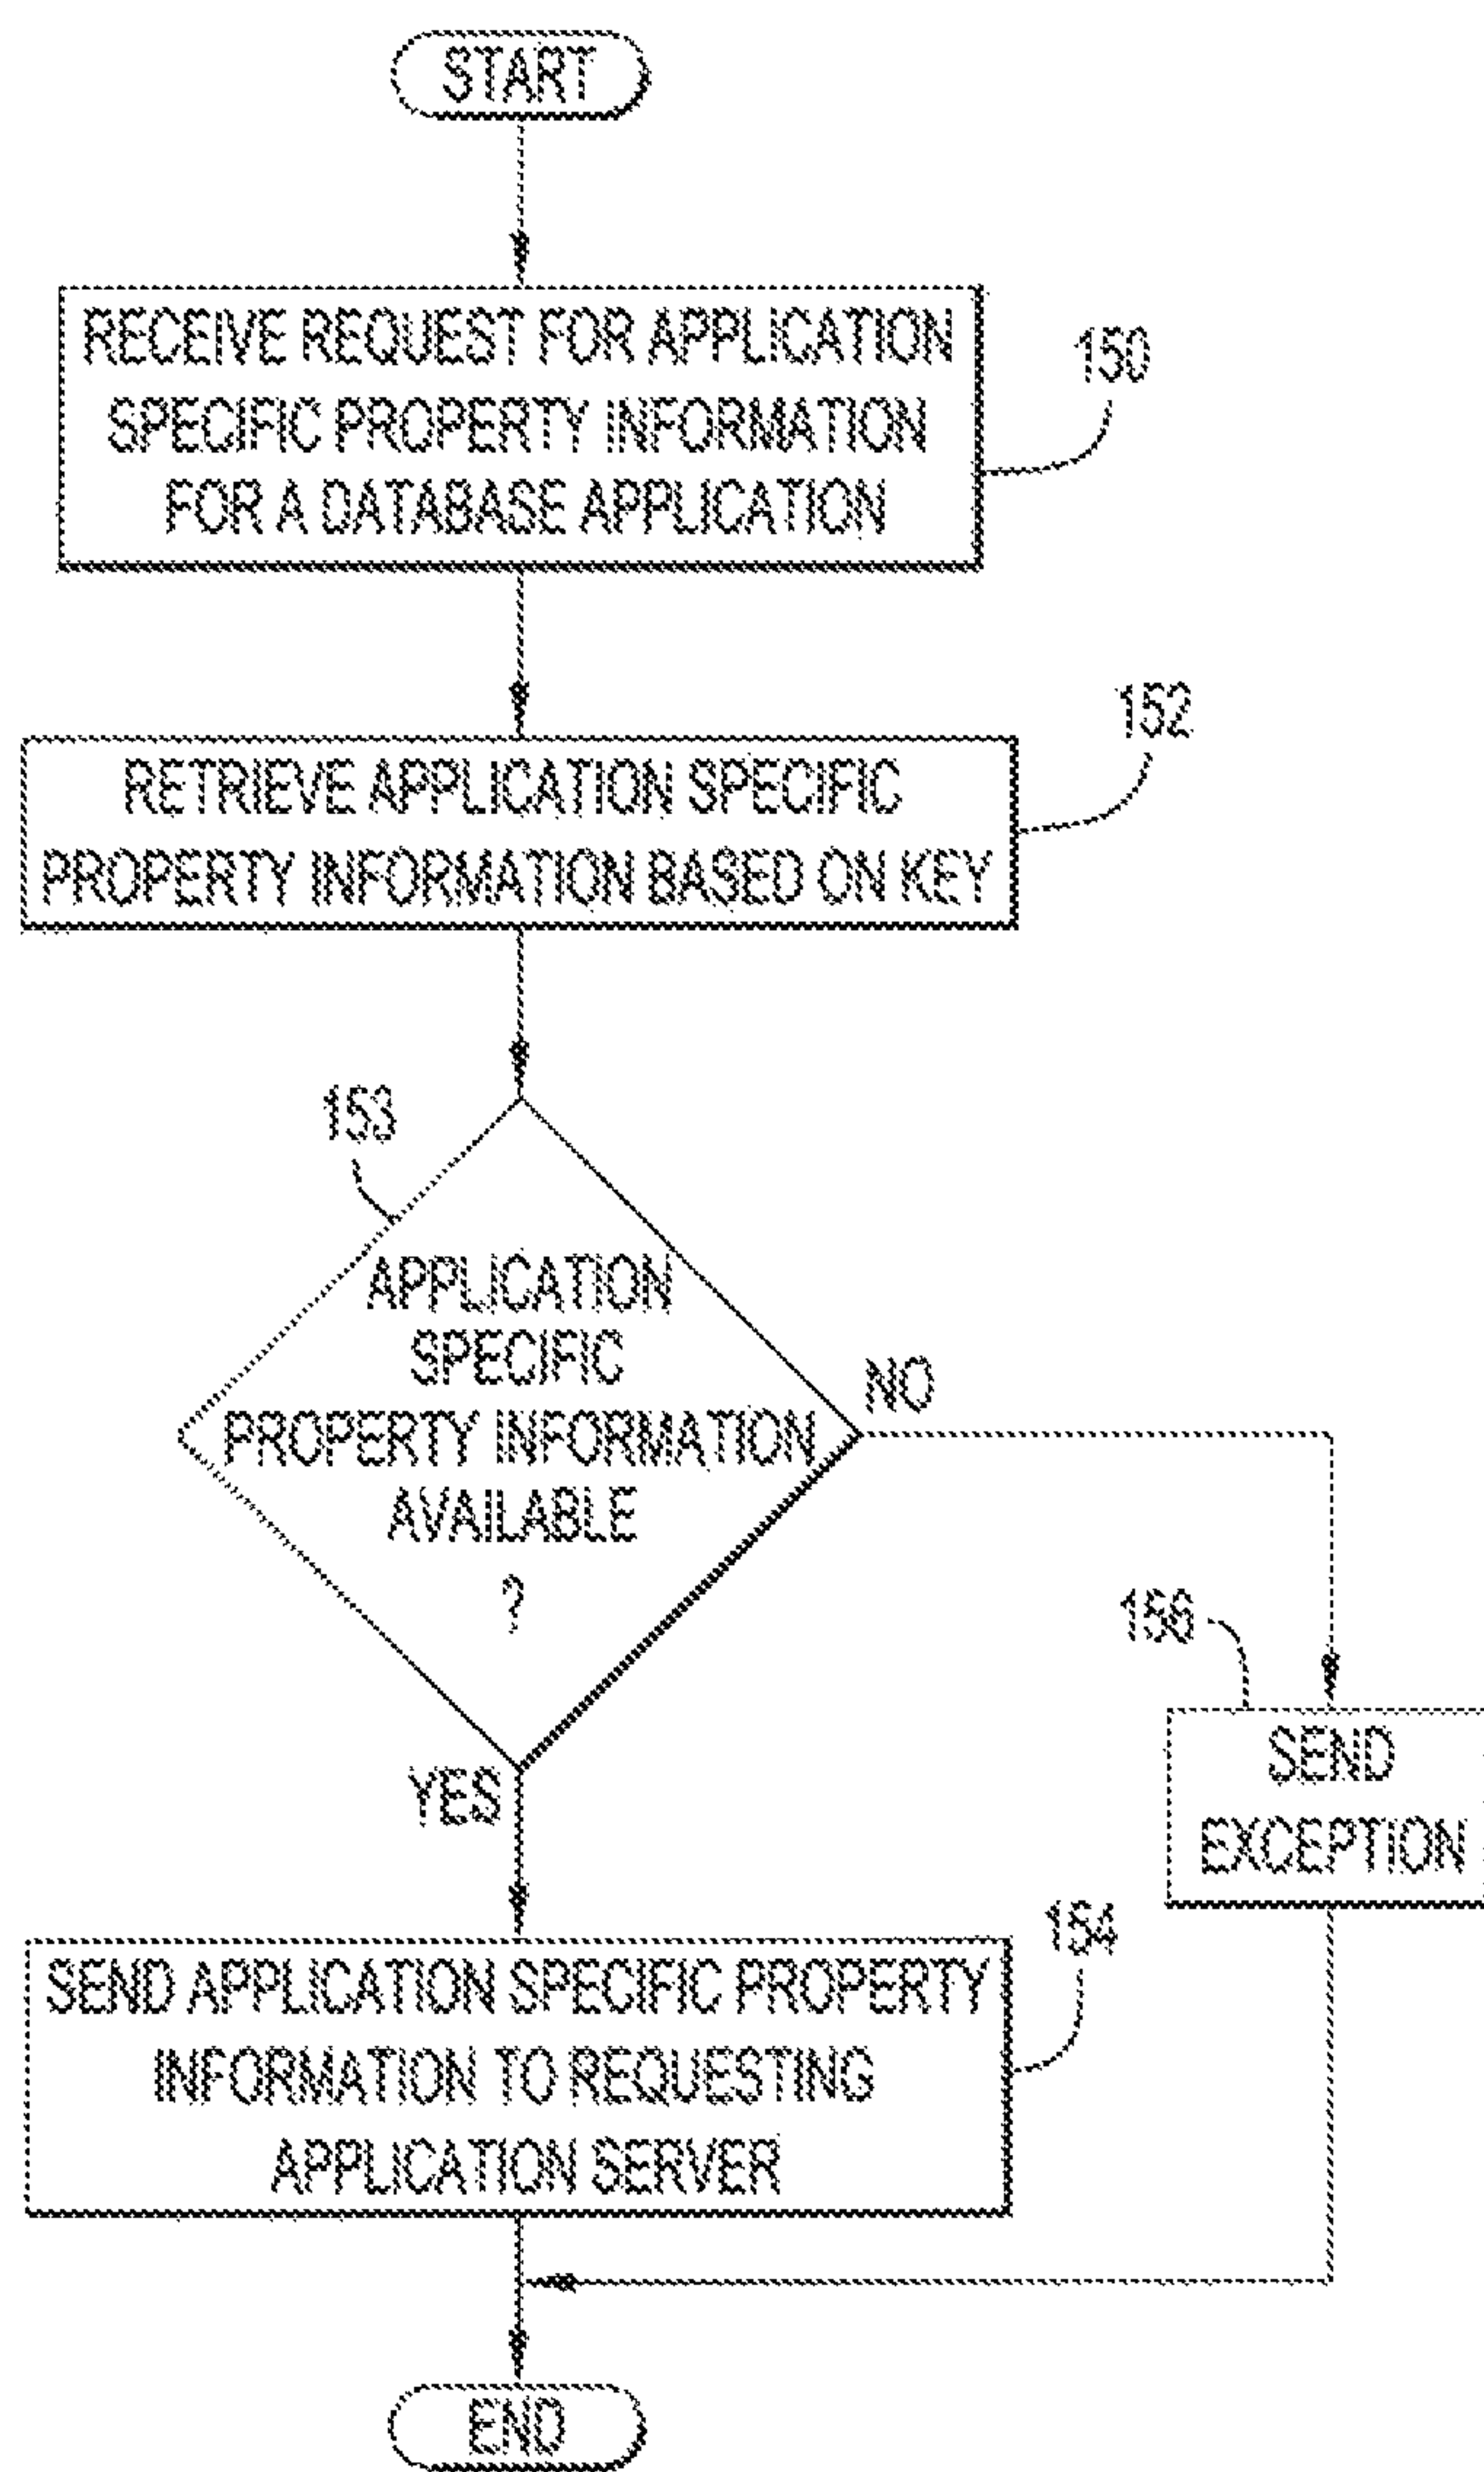 START
RECEIVE REQUEST FOR APPLICATION
SPECIFIC PROPERTY INFORMATION
FOR A DATABASE APPLICATION
150
RETRIEVE APPLICATION SPECIFIC
PROPERTY INFORMATION BASED ON KEY
152
153
APPLICATION
SPECIFIC
PROPERTY INFORMATION
AVAILABLE
?
NO
YES
156
SEND
EXCEPTION
SEND APPLICATION SPECIFIC PROPERTY
INFORMATION TO REQUESTING
APPLICATION SERVER
154
END